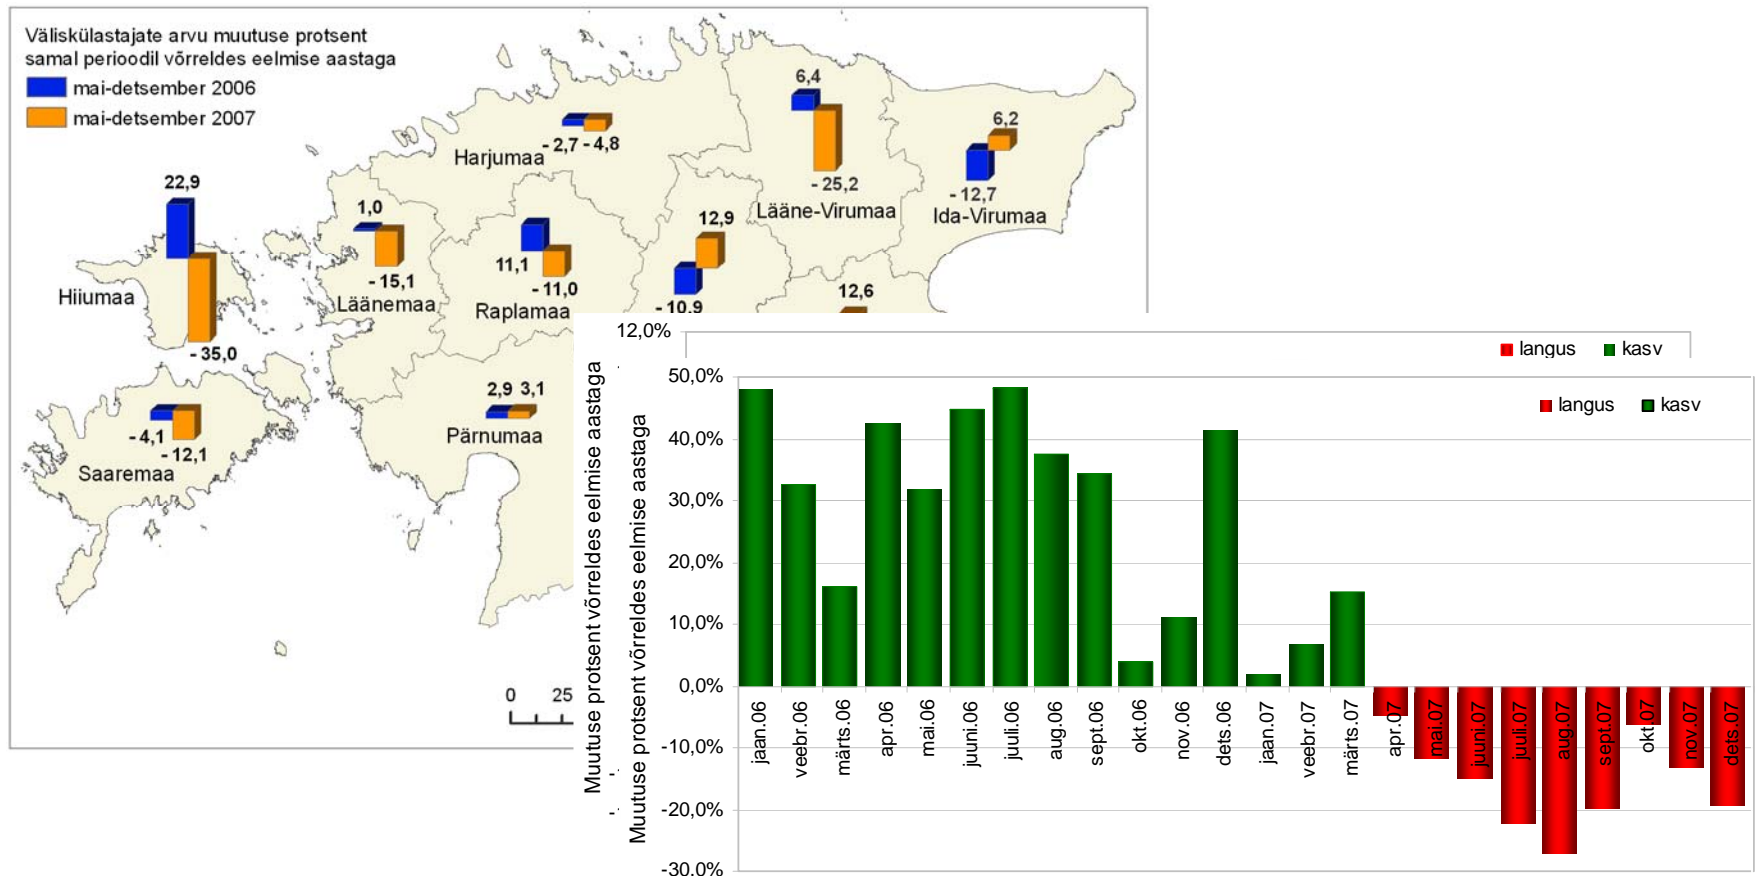 Väliskülastajate arvu muutuse protsent
samal perioodil võrreldes eelmise aastaga
mai-detsember 2006
mai-detsember 2007
6,4
- 25,2
Lääne-Virumaa
6,2
- 12,7
Ida-Virumaa
- 2,7 - 4,8
Harjumaa
22,9
Hiiumaa
- 35,0
1,0
- 15,1
Läänemaa
11,1
- 11,0
Raplamaa
12,9
- 10,9
12,6
- 4,1
- 12,1
Saaremaa
2,9 3,1
Pärnumaa
0 25
12,0%
langus kasv
Muutuse protsent võrreldes eelmise aastaga
Muutuse protsent võrreldes eelmise aastaga
langus kasv
50,0%
40,0%
30,0%
20,0%
10,0%
0,0%
-10,0%
-20,0%
-30,0%
jaan.06
veebr.06
märts.06
apr.06
mai.06
juuni.06
juuli.06
aug.06
sept.06
okt.06
nov.06
dets.06
jaan.07
veebr.07
märts.07
apr.07
mai.07
juuni.07
juuli.07
aug.07
sept.07
okt.07
nov.07
dets.07